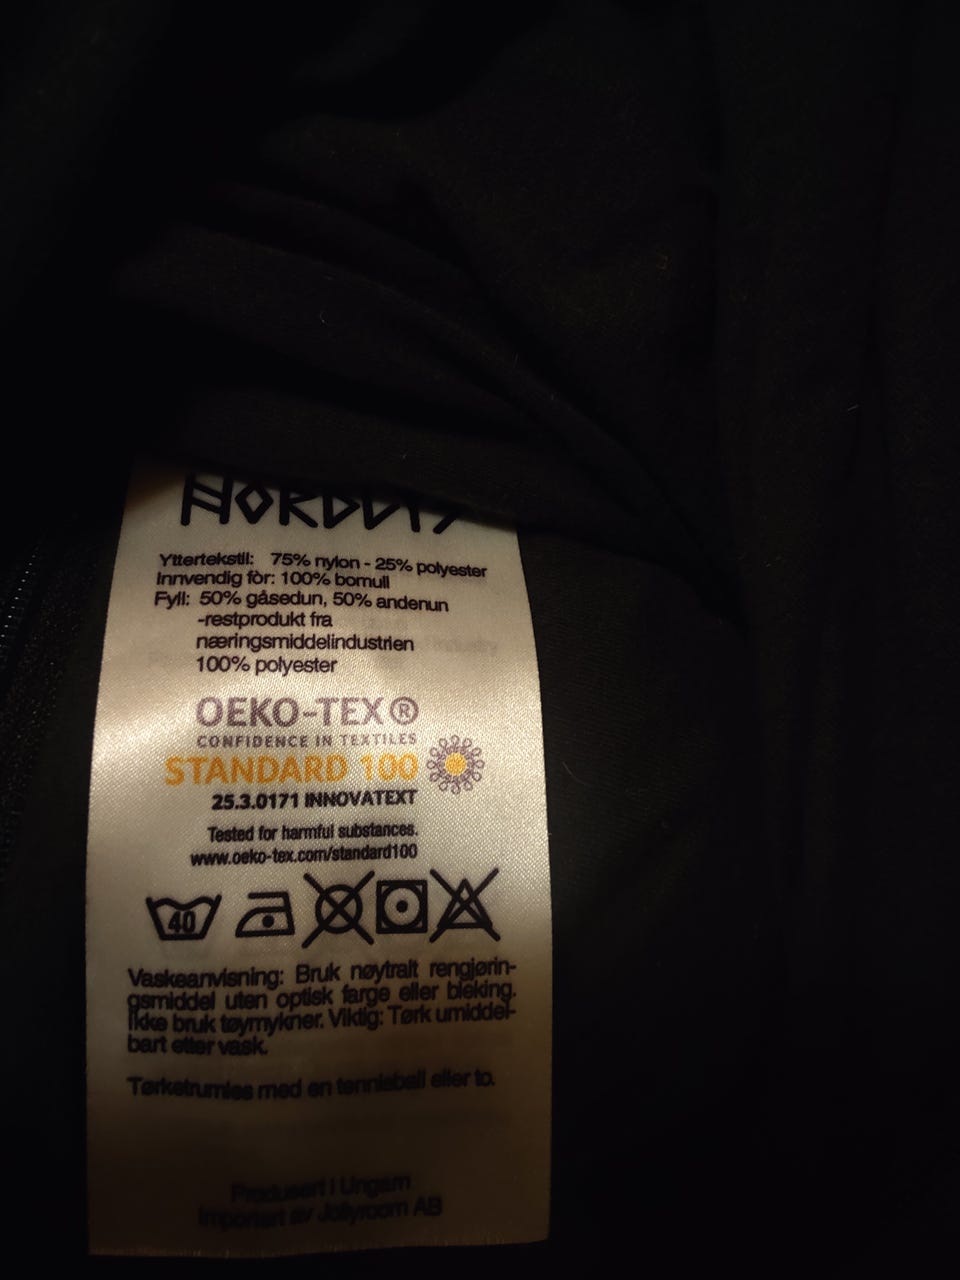 NORDBJ
Yttertekstil: 75% nylon - 25% polyester
Innvendig fòr: 100% bomull
Fyll: 50% gåsedun, 50% andenun
-restprodukt fra
næringsmiddelindustrien
100% polyester
OEKO-TEX®
CONFIDENCE IN TEXTILES
STANDARD 100
25.3.0171 INNOVATEXT
Tested for harmful substances.
www.oeko-tex.com/standard100
40
Vaskeanvisning: Bruk nøytralt rengjørin-
gsmiddel uten optisk farge eller bleking.
Ikke bruk tøymykner. Viktig: Tørk umiddel-
bart etter vask.
Tørketrumles med en tennisball eller to.
Produsert i Ungarn
Importert av Jollyroom AB